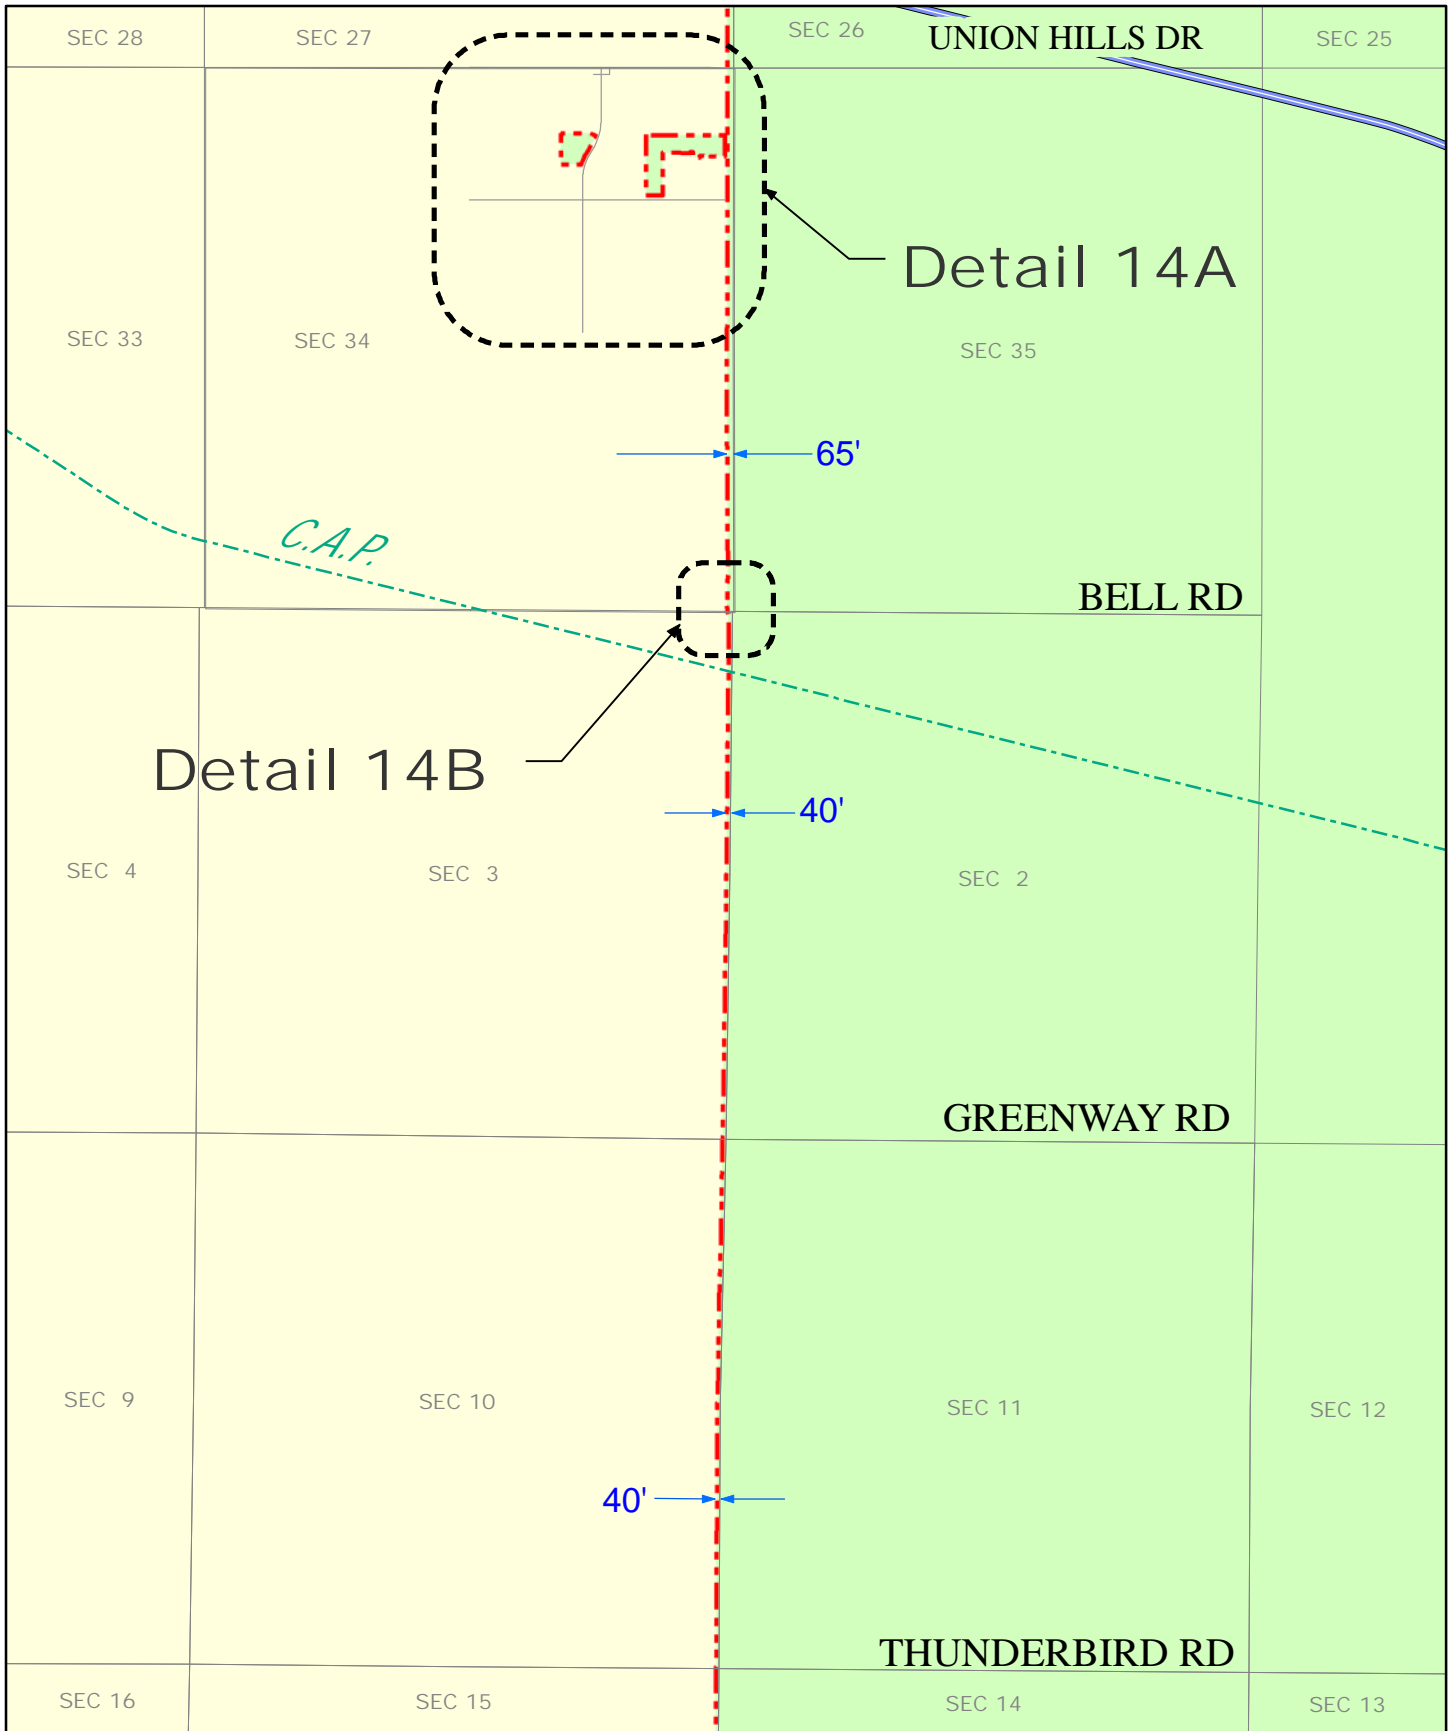 SEC 28
SEC 27
SEC 26
UNION HILLS DR
SEC 25
Detail 14A
SEC 33
SEC 34
SEC 35
65'
C.A.P.
BELL RD
Detail 14B
40'
SEC 4
SEC 3
SEC 2
GREENWAY RD
SEC 9
SEC 10
SEC 11
SEC 12
40'
THUNDERBIRD RD
SEC 16
SEC 15
SEC 14
SEC 13